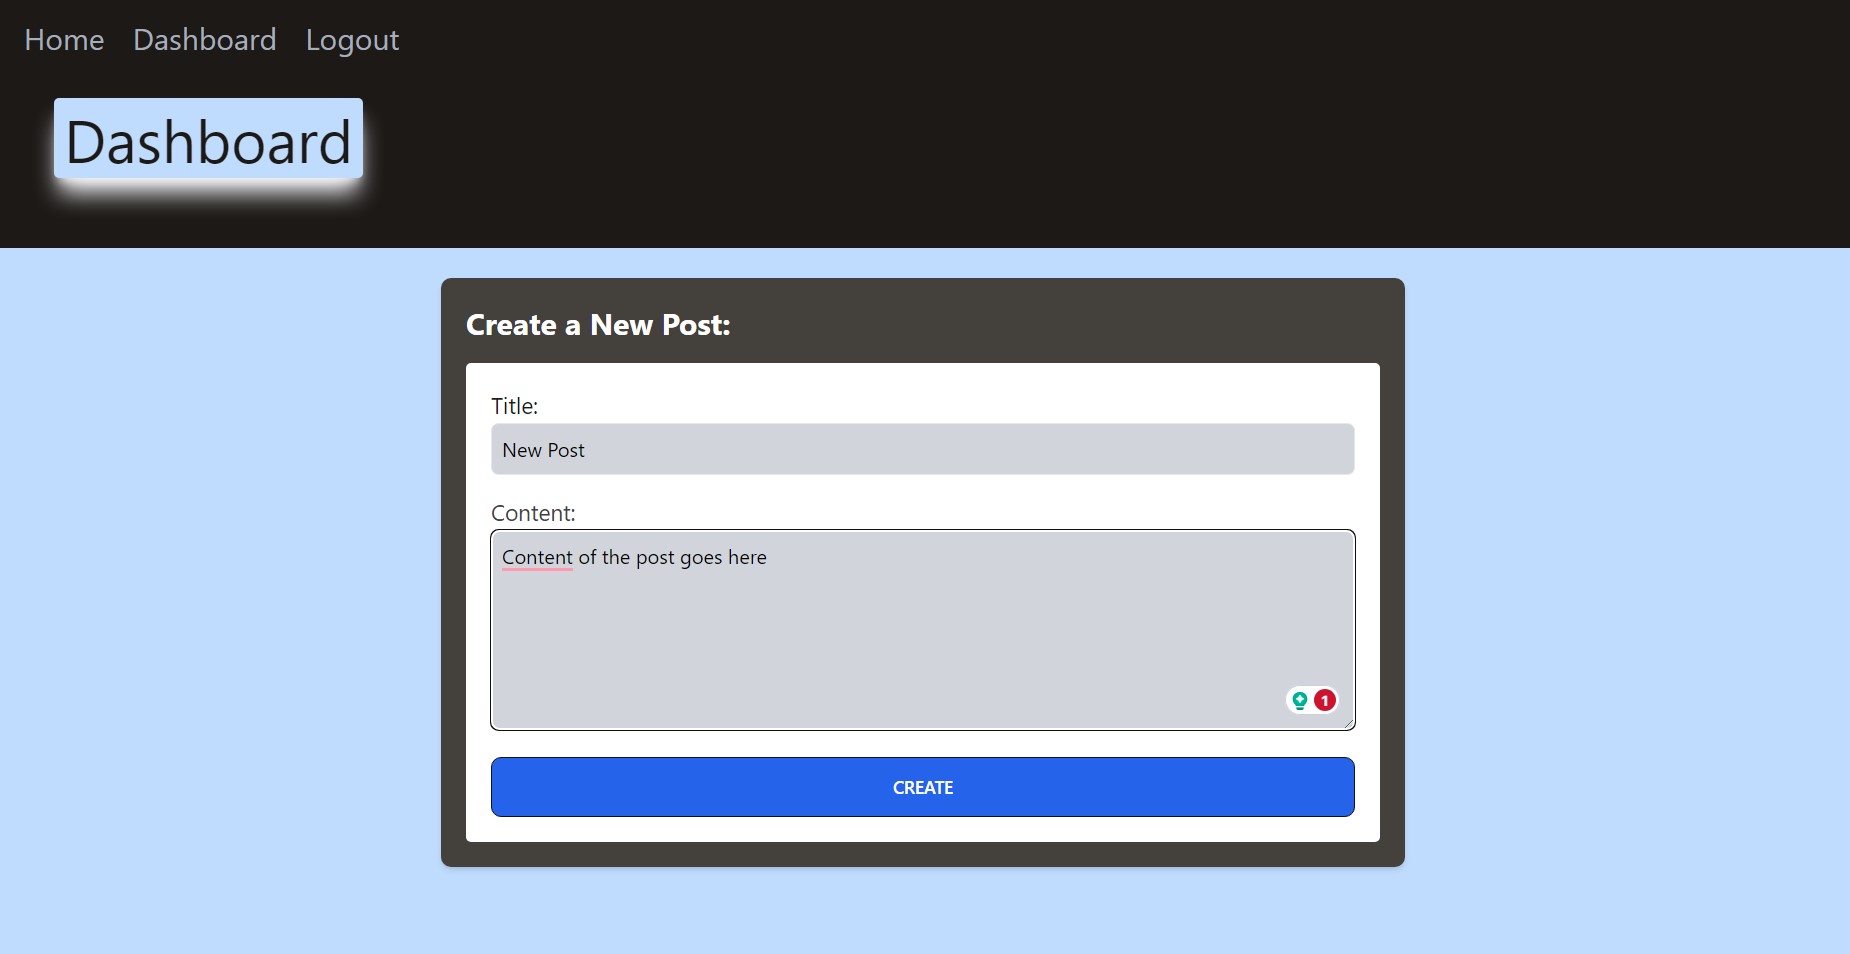 Home Dashboard Logout
Dashboard
Create a New Post:
Title:
New Post
Content:
Content of the post goes here
1
CREATE